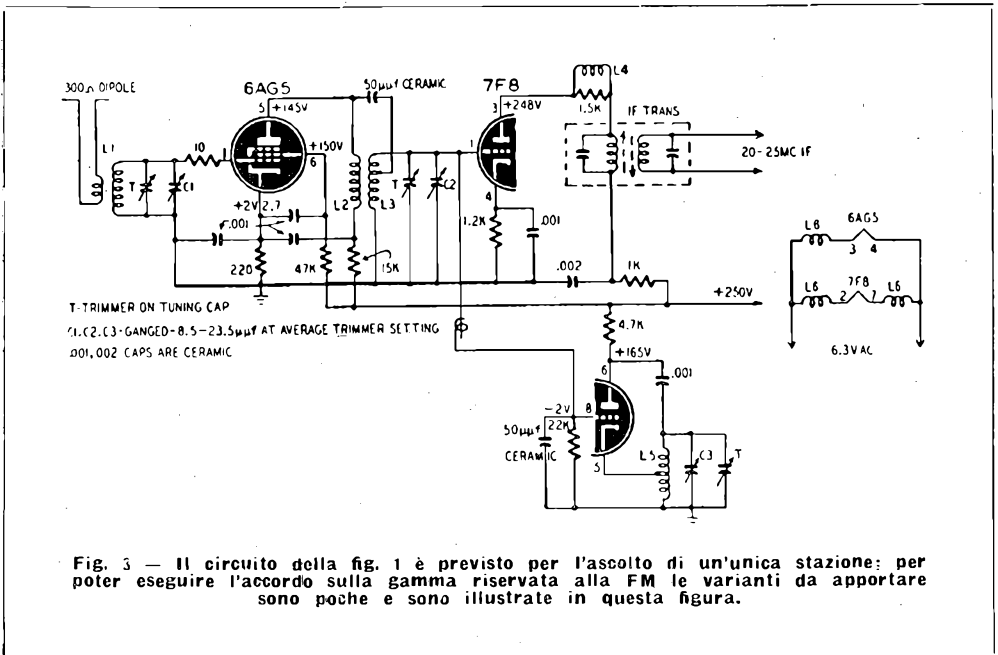 300Ω DIPOLE
6AG5
50μμf CERAMIC
7F8
L4
5 +145V
3 +248V
1.5K
IF TRANS
L1
10
1
+150V
6
1
20-25MC IF
T
C1
L2
L3
T
C2
+2V
2.7
4
.001
1.2K
.001
6AG5
L6
3 4
220
47K
15K
.002
1K
7F8
L6
2 7
L6
+250V
T-TRIMMER ON TUNING CAP
C1.C2.C3-GANGED-8.5-23.5μμf AT AVERAGE TRIMMER SETTING
.001,002 CAPS ARE CERAMIC
4.7K
6.3V AC
+165V
6
.001
-2V
8
22K
50μμf
CERAMIC
5
L5
C3
T
Fig. 3 — Il circuito della fig. 1 è previsto per l'ascolto di un'unica stazione; per
poter eseguire l'accordo sulla gamma riservata alla FM le varianti da apportare
sono poche e sono illustrate in questa figura.